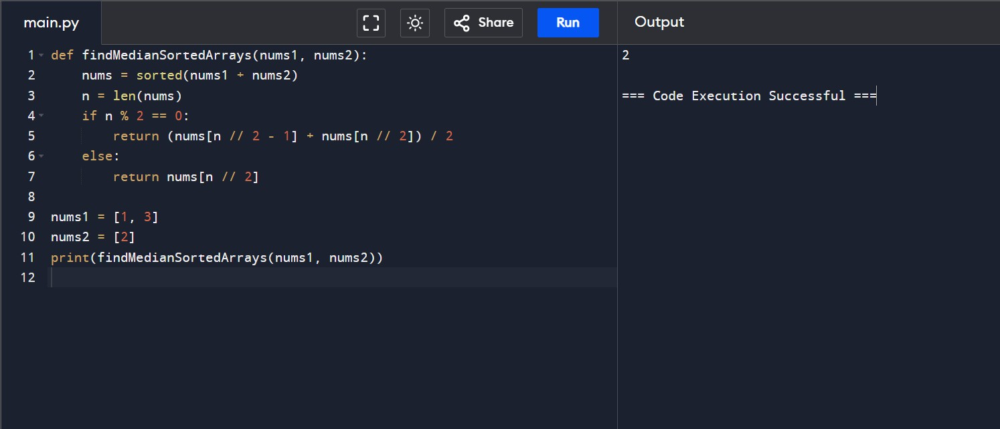 main.py
Share
Run
Output
1 def findMedianSortedArrays(nums1, nums2):
2     nums = sorted(nums1 + nums2)
3     n = len(nums)
4     if n % 2 == 0:
5         return (nums[n // 2 - 1] + nums[n // 2]) / 2
6     else:
7         return nums[n // 2]
8
9 nums1 = [1, 3]
10 nums2 = [2]
11 print(findMedianSortedArrays(nums1, nums2))
12
2
=== Code Execution Successful ===